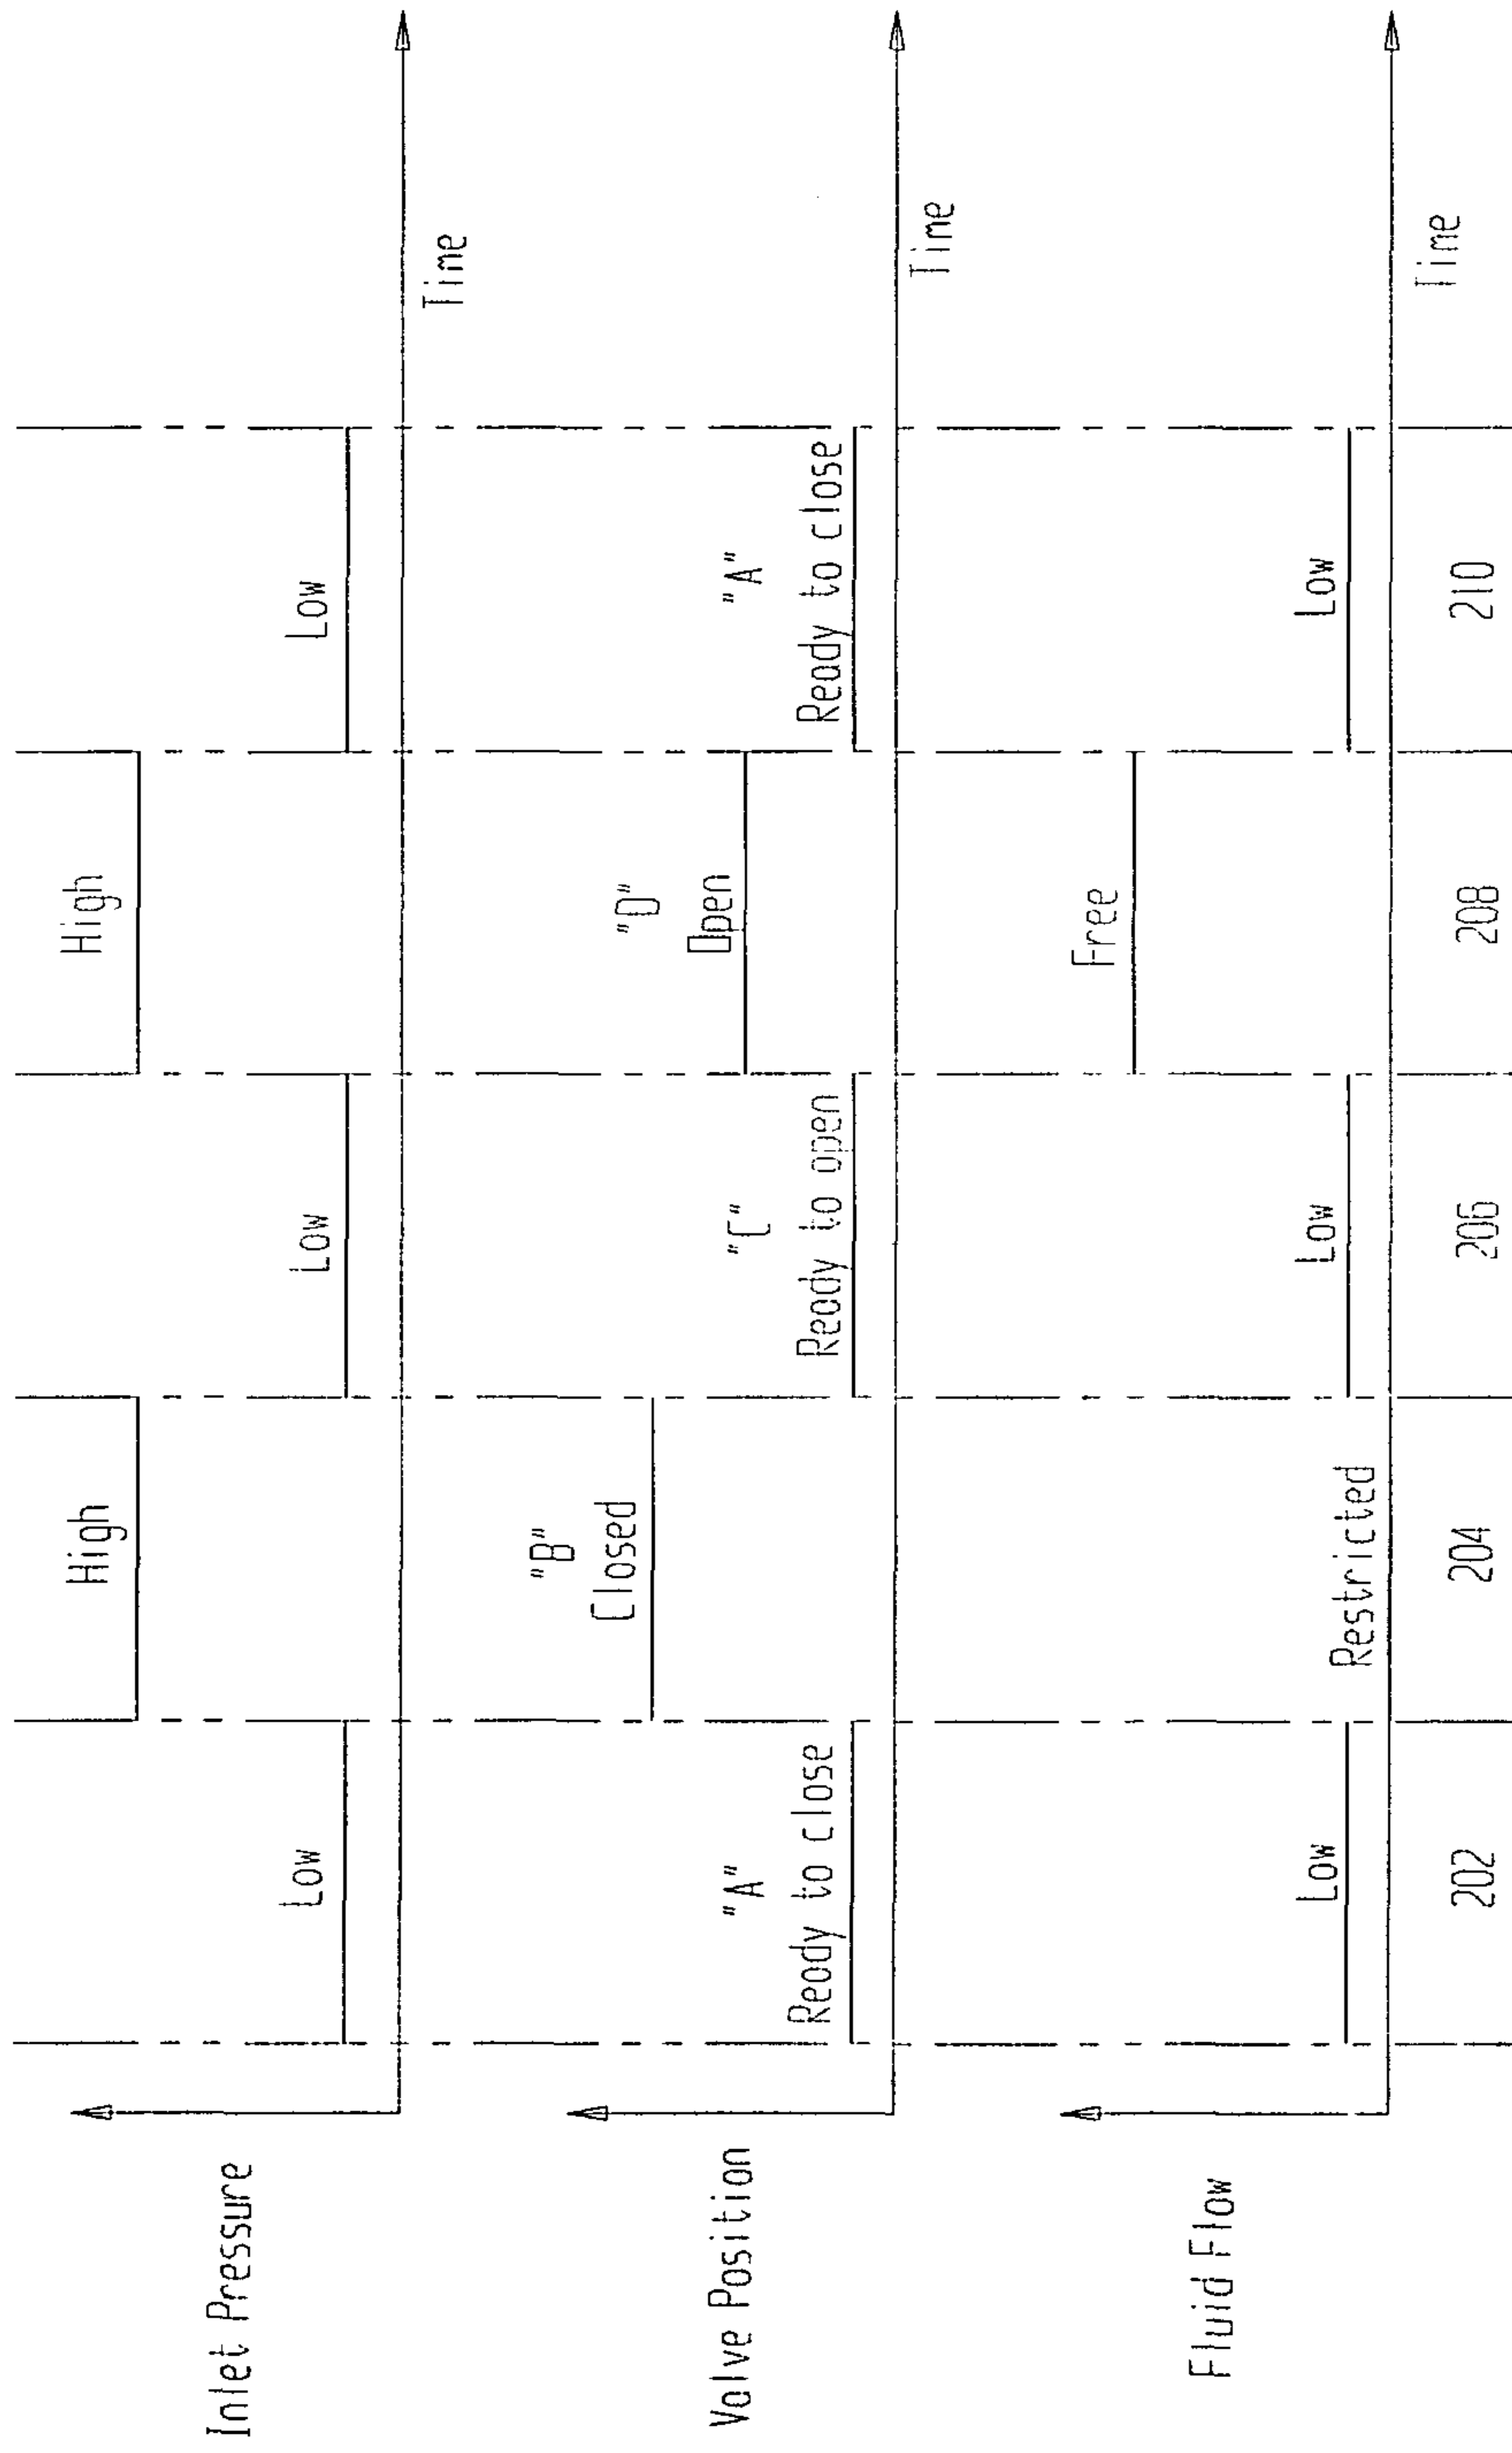 Inlet Pressure
High
High
Low
Low
Low
Time
Valve Position
"B"
Closed
"D"
Open
"A"
Ready to close
"C"
Ready to open
"A"
Ready to close
Time
Fluid Flow
Free
Low
Restricted
Low
Low
Time
202
204
206
208
210